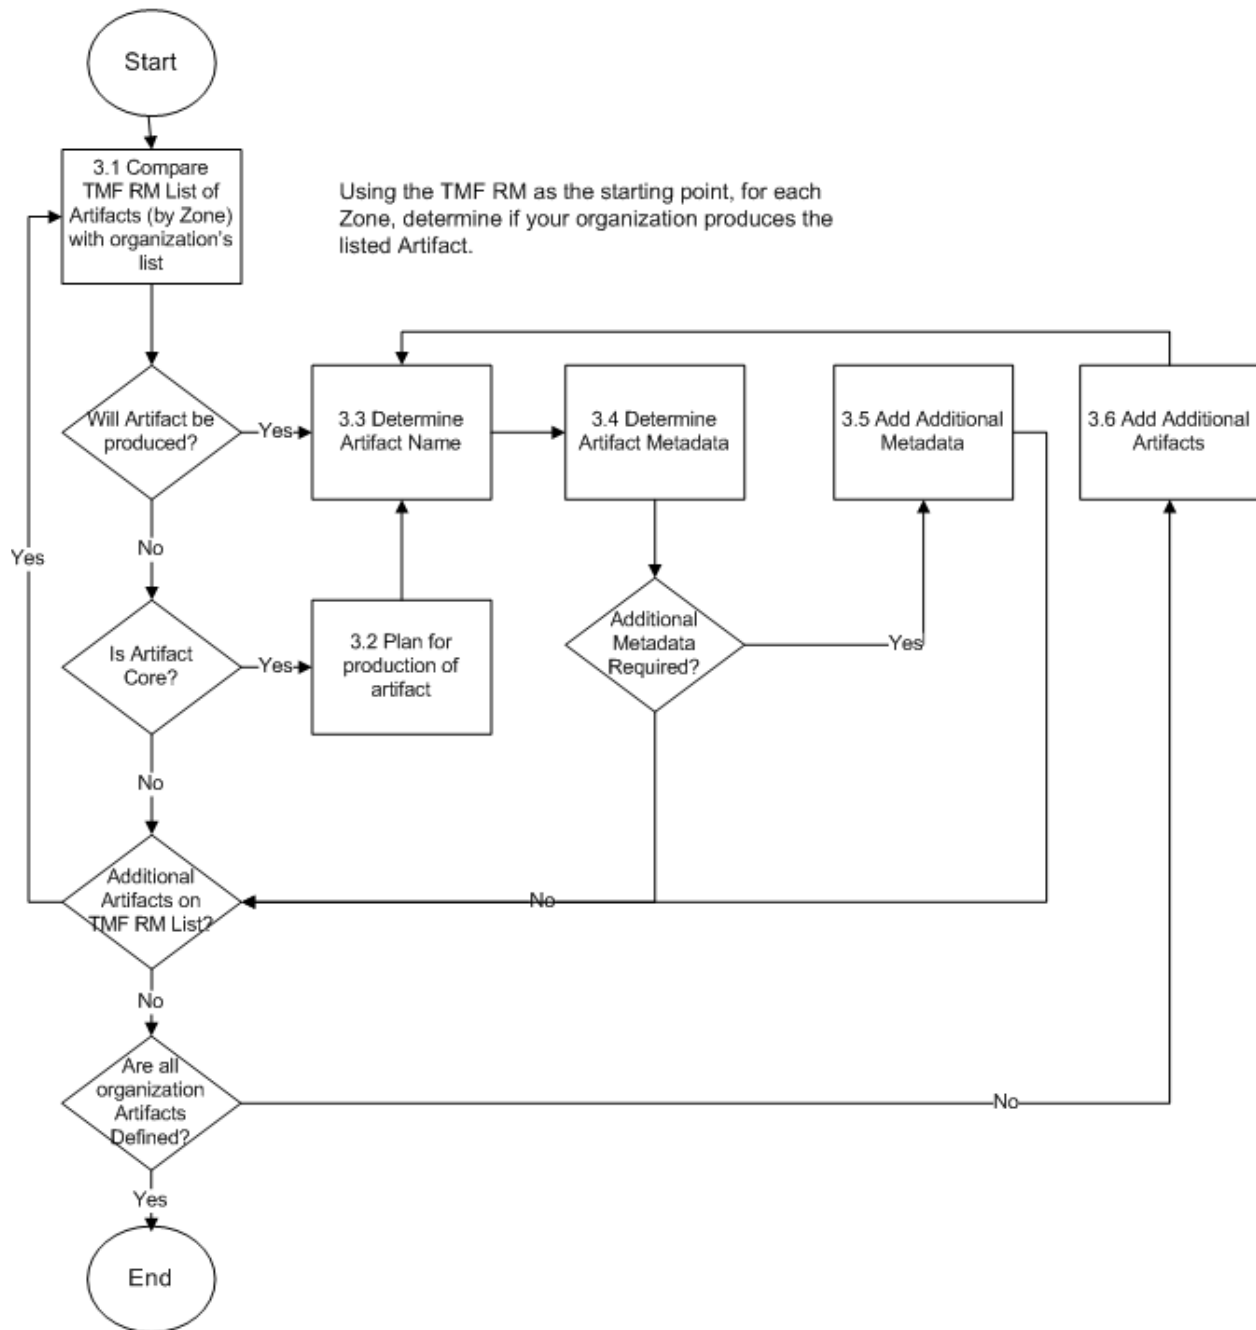 Start
3.1 Compare
TMF RM List of
Artifacts (by Zone)
with organization's
list
Using the TMF RM as the starting point, for each
Zone, determine if your organization produces the
listed Artifact.
Will Artifact be
produced?
Yes
3.3 Determine
Artifact Name
3.4 Determine
Artifact Metadata
3.5 Add Additional
Metadata
3.6 Add Additional
Artifacts
No
Yes
Is Artifact
Core?
Yes
3.2 Plan for
production of
artifact
Additional
Metadata
Required?
Yes
No
Additional
Artifacts on
TMF RM List?
No
No
Are all
organization
Artifacts
Defined?
No
Yes
End